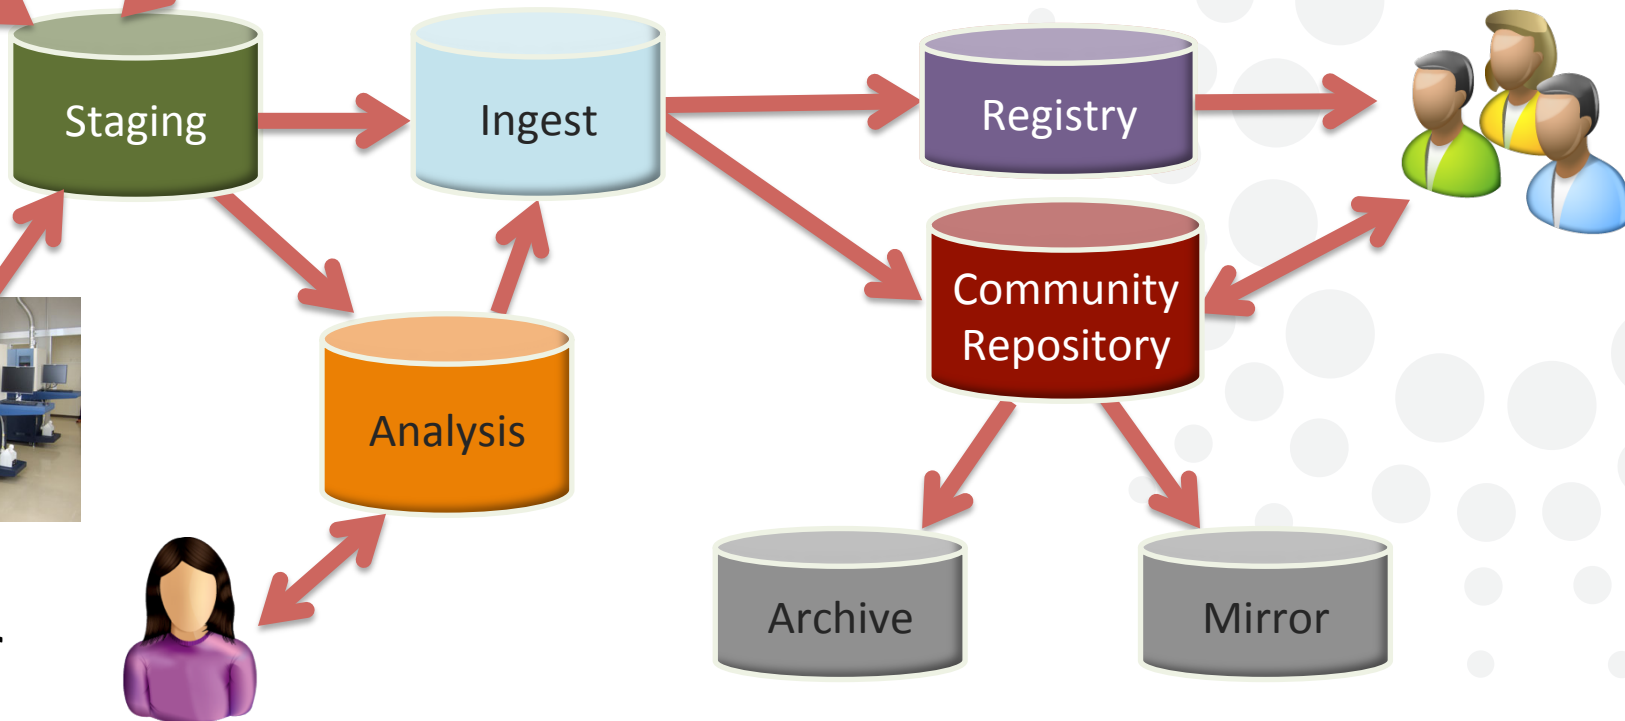 Staging
Ingest
Registry
Community
Repository
Analysis
Archive
Mirror